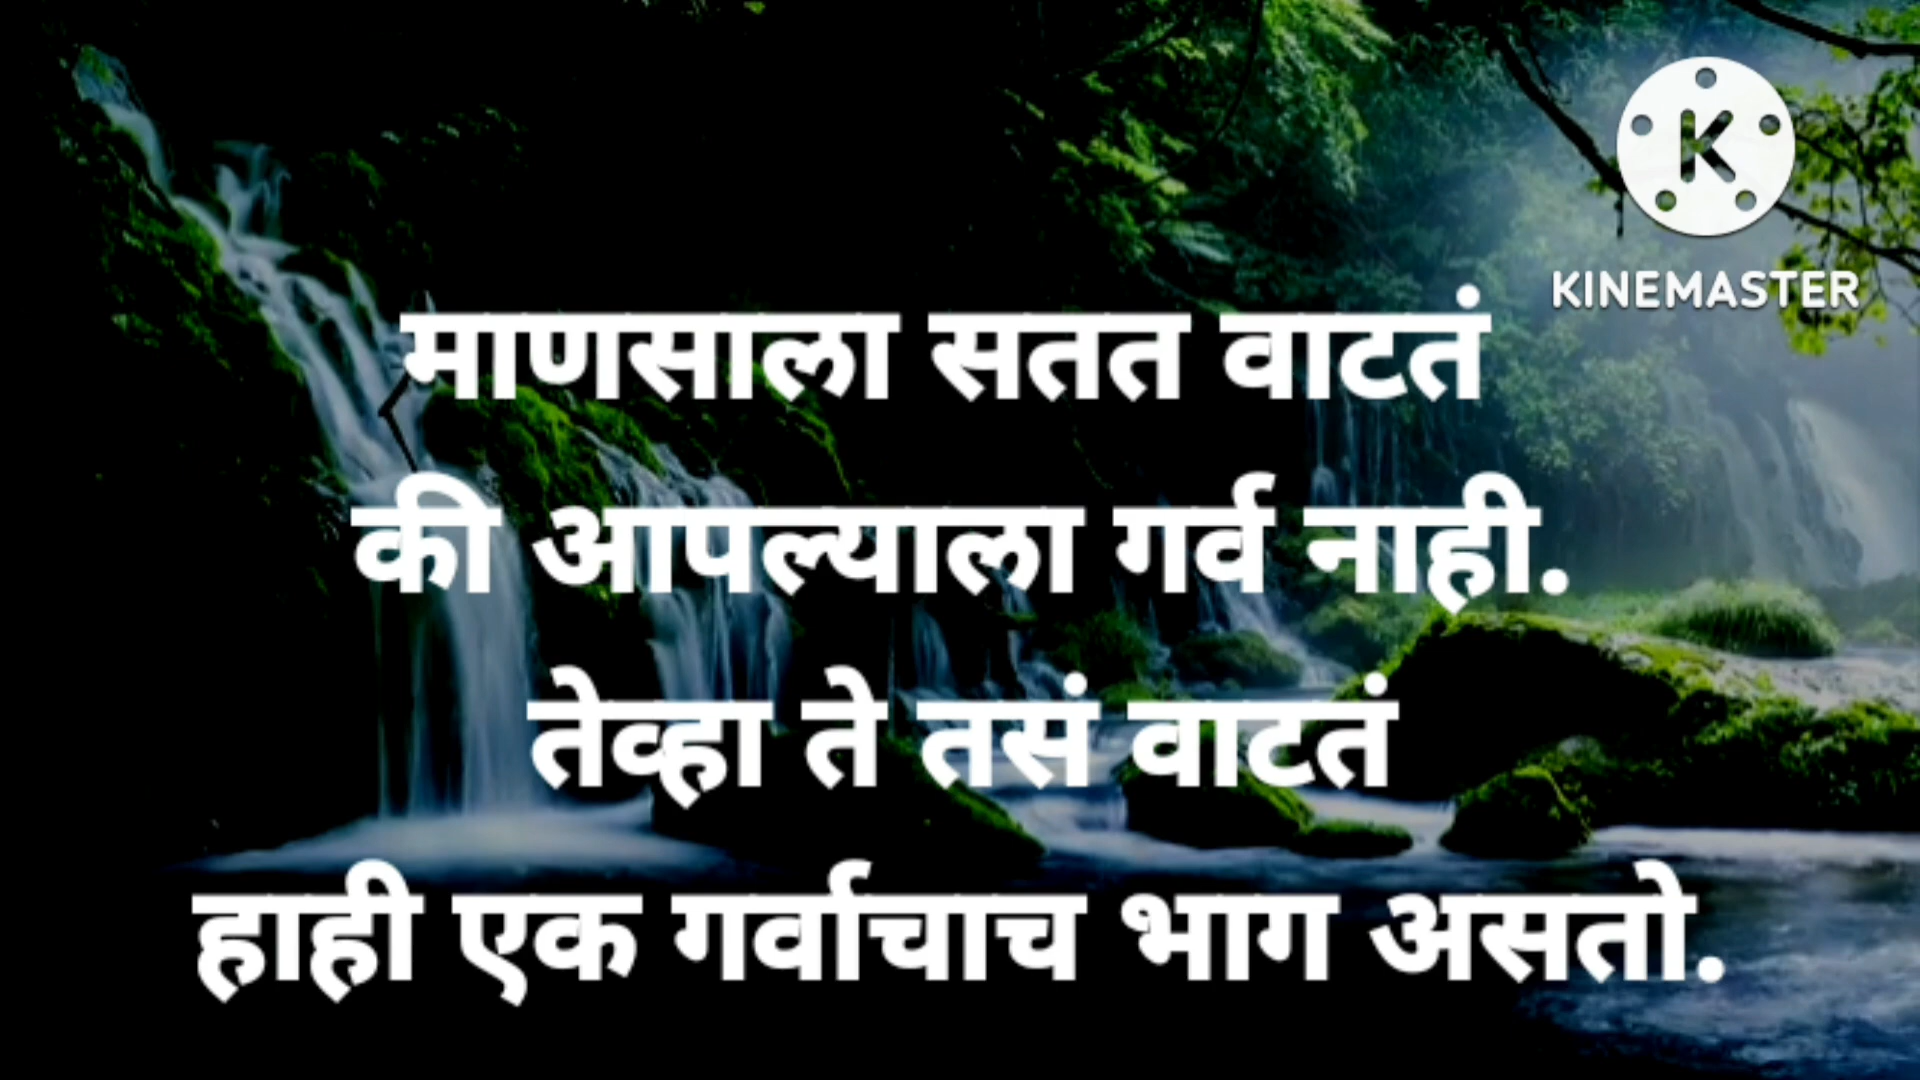 KINEMASTER
माणसाला सतत वाटतं
की आपल्याला गर्व नाही.
तेव्हा ते तसं वाटतं
हाही एक गर्वाचाच भाग असतो.